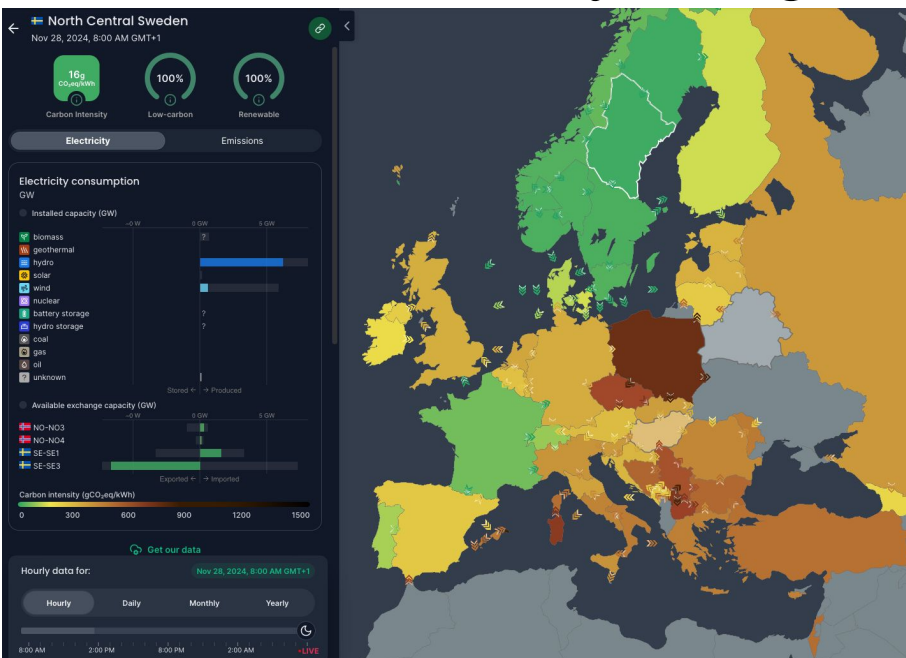 North Central Sweden
Nov 28, 2024, 8:00 AM GMT+1
16g
CO₂eq/kWh
100%
100%
Carbon Intensity
Low-carbon
Renewable
Electricity
Emissions
Electricity consumption
GW
Installed capacity (GW)
~0 W
0 GW
5 GW
biomass
?
geothermal
hydro
solar
wind
nuclear
battery storage
?
hydro storage
?
coal
gas
oil
? unknown
Stored ← → Produced
Available exchange capacity (GW)
~0 W
0 GW
5 GW
NO-NO3
NO-NO4
SE-SE1
SE-SE3
Exported ← → Imported
Carbon intensity (gCO₂eq/kWh)
0 300 600 900 1200 1500
Get our data
Hourly data for:
Nov 28, 2024, 8:00 AM GMT+1
Hourly
Daily
Monthly
Yearly
8:00 AM
2:00 PM
8:00 PM
2:00 AM
LIVE